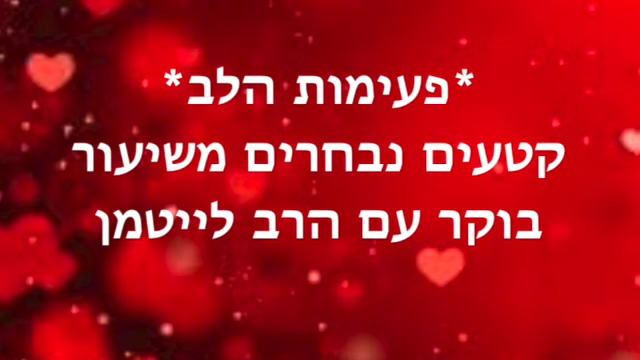 *פעימות הלב*
קטעים נבחרים משיעור
בוקר עם הרב לייטמן